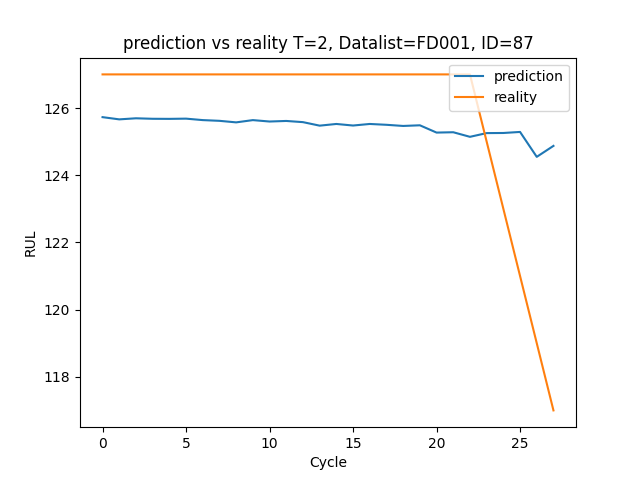 prediction vs reality T=2, Datalist=FD001, ID=87
prediction
reality
126
124
122
120
118
RUL
0
5
10
15
20
25
Cycle